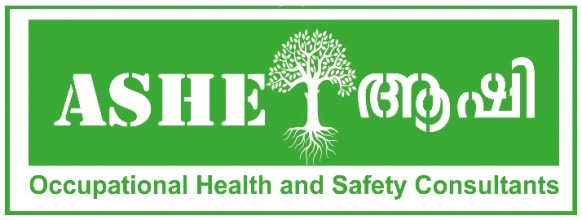 ASHE ആഷി
Occupational Health and Safety Consultants